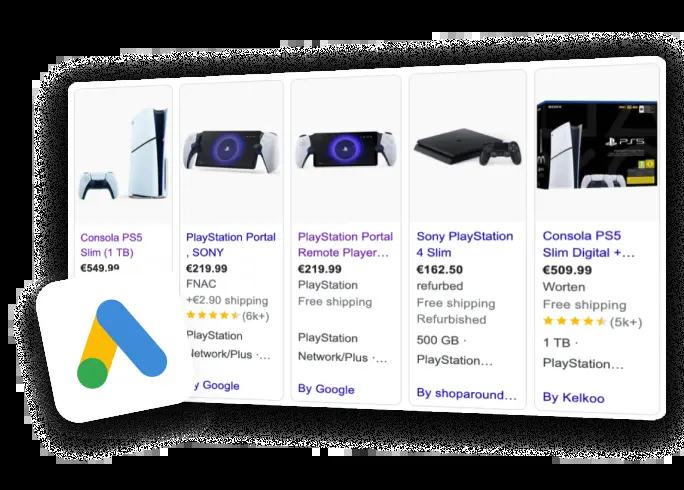 Consola PS5
Slim (1 TB)
€549.99
PlayStation Portal
, SONY
€219.99
FNAC
+€2.90 shipping
(6k+)
PlayStation
Network/Plus ·...
y Google
PlayStation Portal
Remote Player...
€219.99
PlayStation
Free shipping
PlayStation
Network/Plus ·...
By Google
Sony PlayStation
4 Slim
€162.50
refurbed
Free shipping
Refurbished
500 GB ·
PlayStation...
By shoparound...
SONY
PS5
Consola PS5
Slim Digital +...
€509.99
Worten
Free shipping
(5k+)
1 TB ·
PlayStation...
By Kelkoo